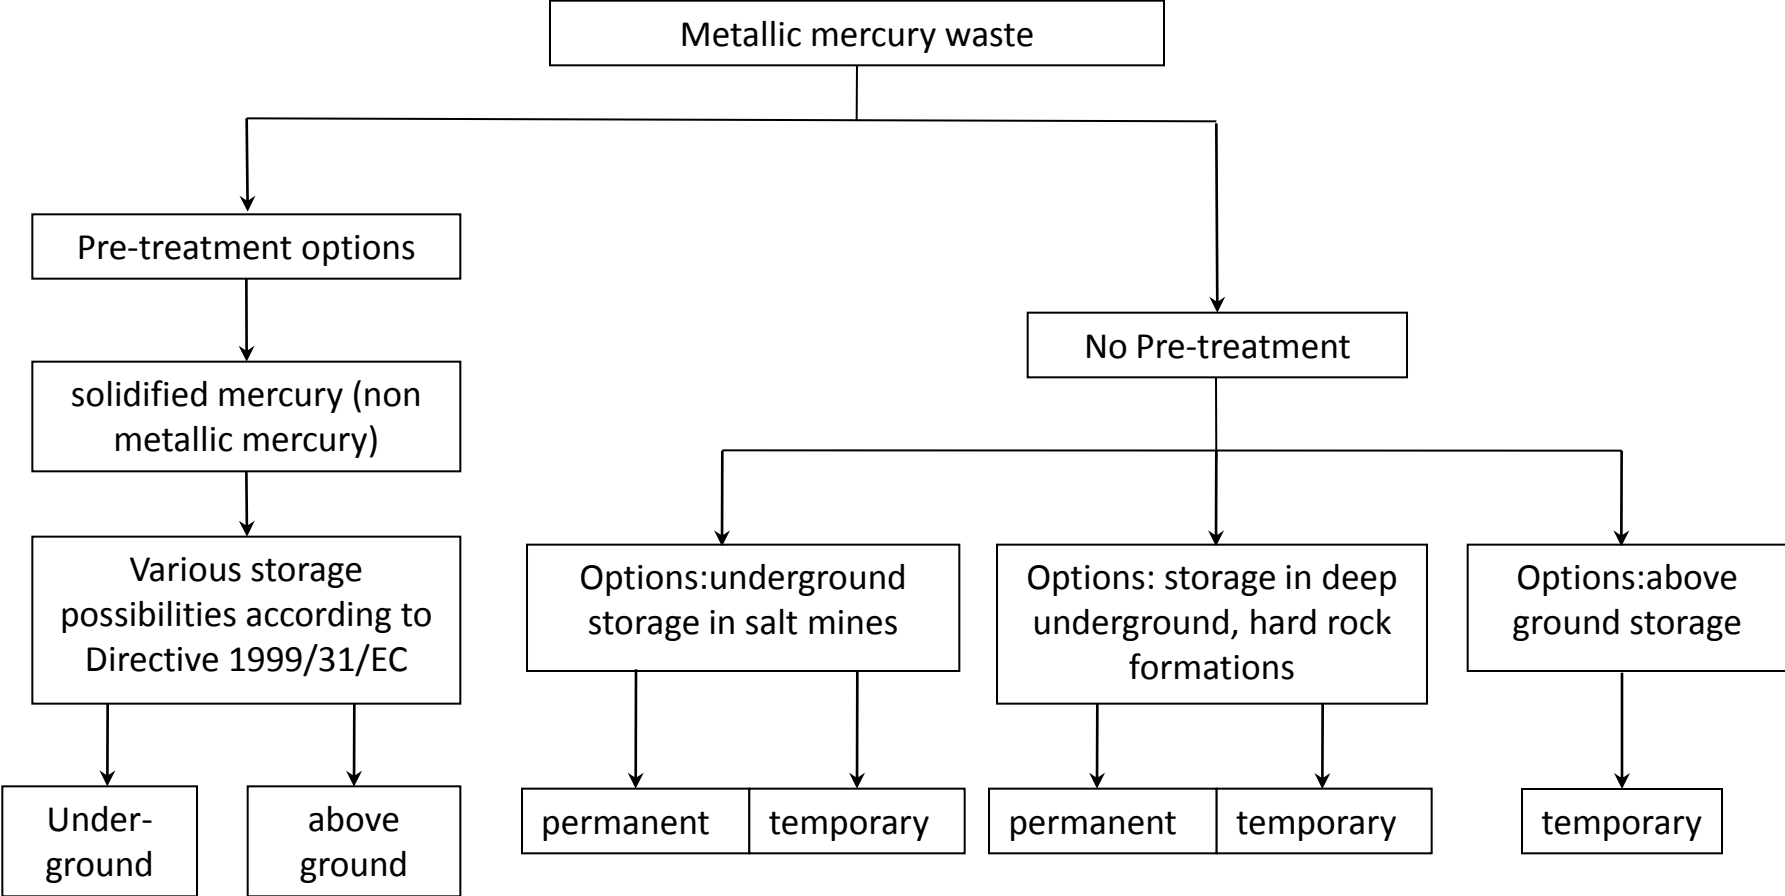 Metallic mercury waste
Pre-treatment options
No Pre-treatment
solidified mercury (non
metallic mercury)
Various storage
possibilities according to
Directive 1999/31/EC
Options:underground
storage in salt mines
Options: storage in deep
underground, hard rock
formations
Options:above
ground storage
Under-
ground
above
ground
permanent
temporary
permanent
temporary
temporary